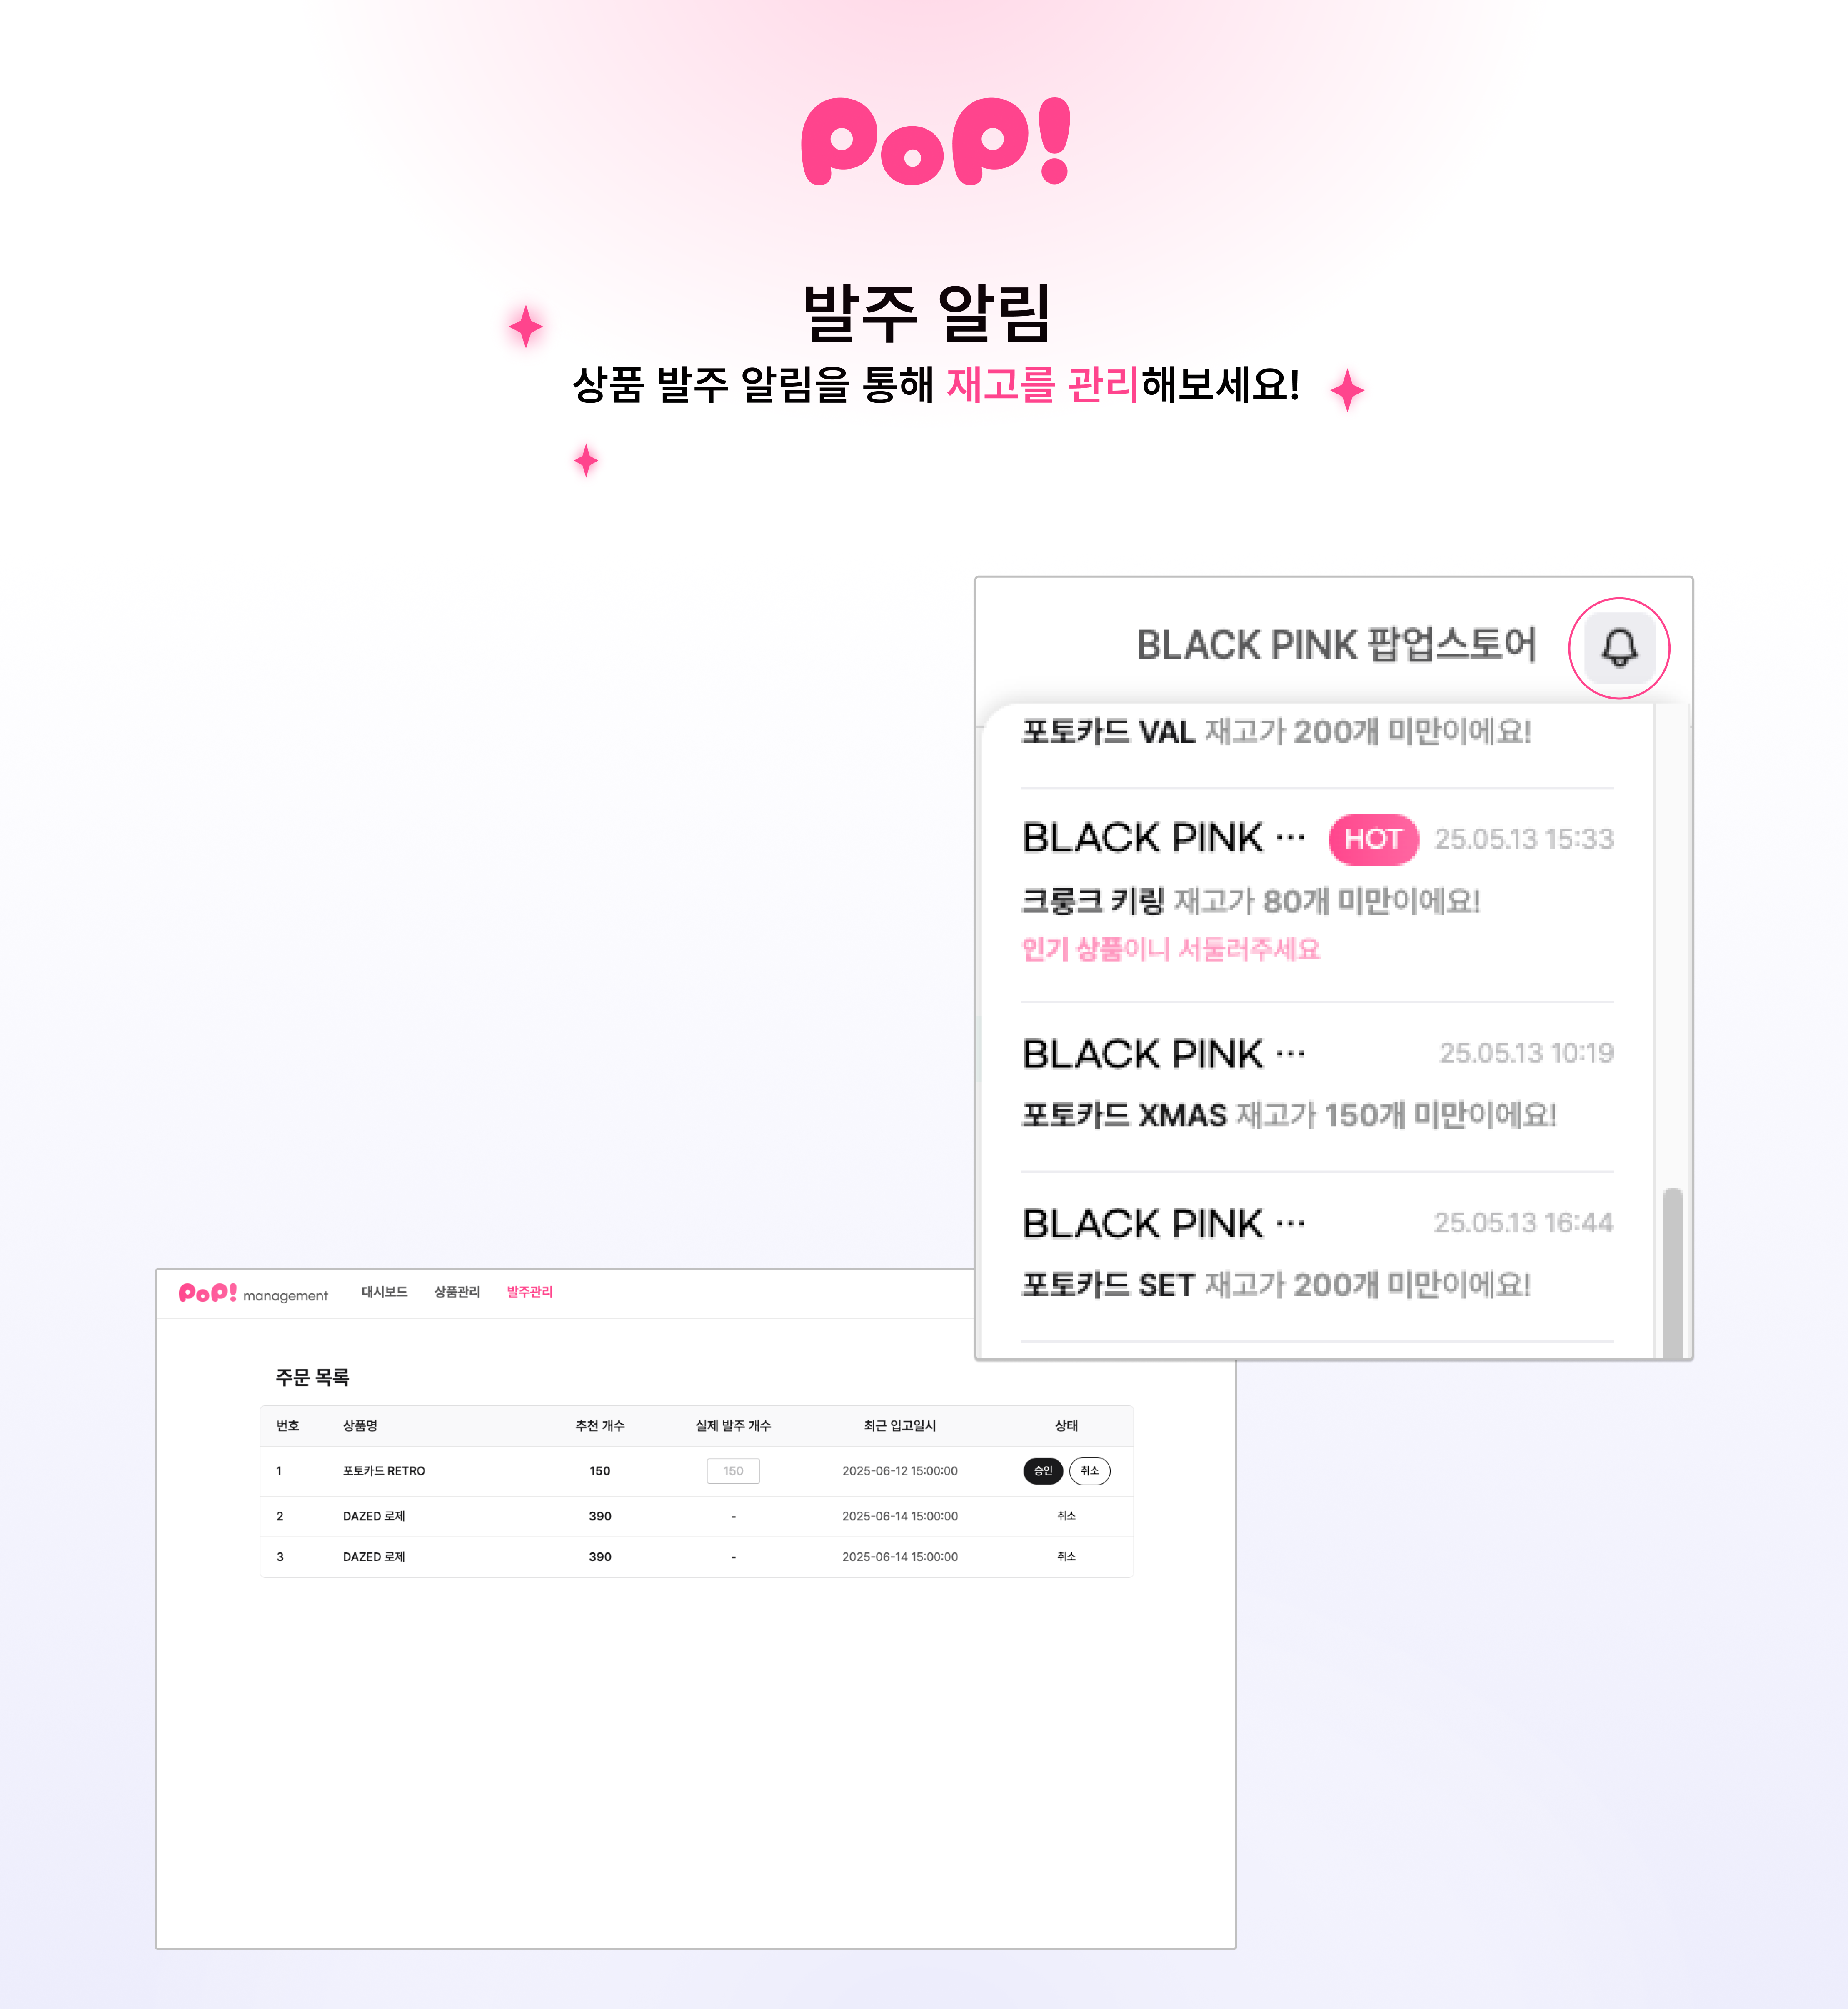 PoP!
발주 알림
상품 발주 알림을 통해 재고를 관리해보세요!
BLACK PINK 팝업스토어
포토카드 VAL 재고가 200개 미만이에요!
BLACK PINK ··· HOT 25.05.13 15:33
크룽크 키링 재고가 80개 미만이에요!
인기 상품이니 서둘러주세요
BLACK PINK ··· 25.05.13 10:19
포토카드 XMAS 재고가 150개 미만이에요!
BLACK PINK ··· 25.05.13 16:44
포토카드 SET 재고가 200개 미만이에요!
PoP! management 대시보드 상품관리 발주관리
주문 목록
번호 상품명 추천 개수 실제 발주 개수 최근 입고일시 상태
1 포토카드 RETRO 150 150 2025-06-12 15:00:00 승인 취소
2 DAZED 로제 390 - 2025-06-14 15:00:00 취소
3 DAZED 로제 390 - 2025-06-14 15:00:00 취소